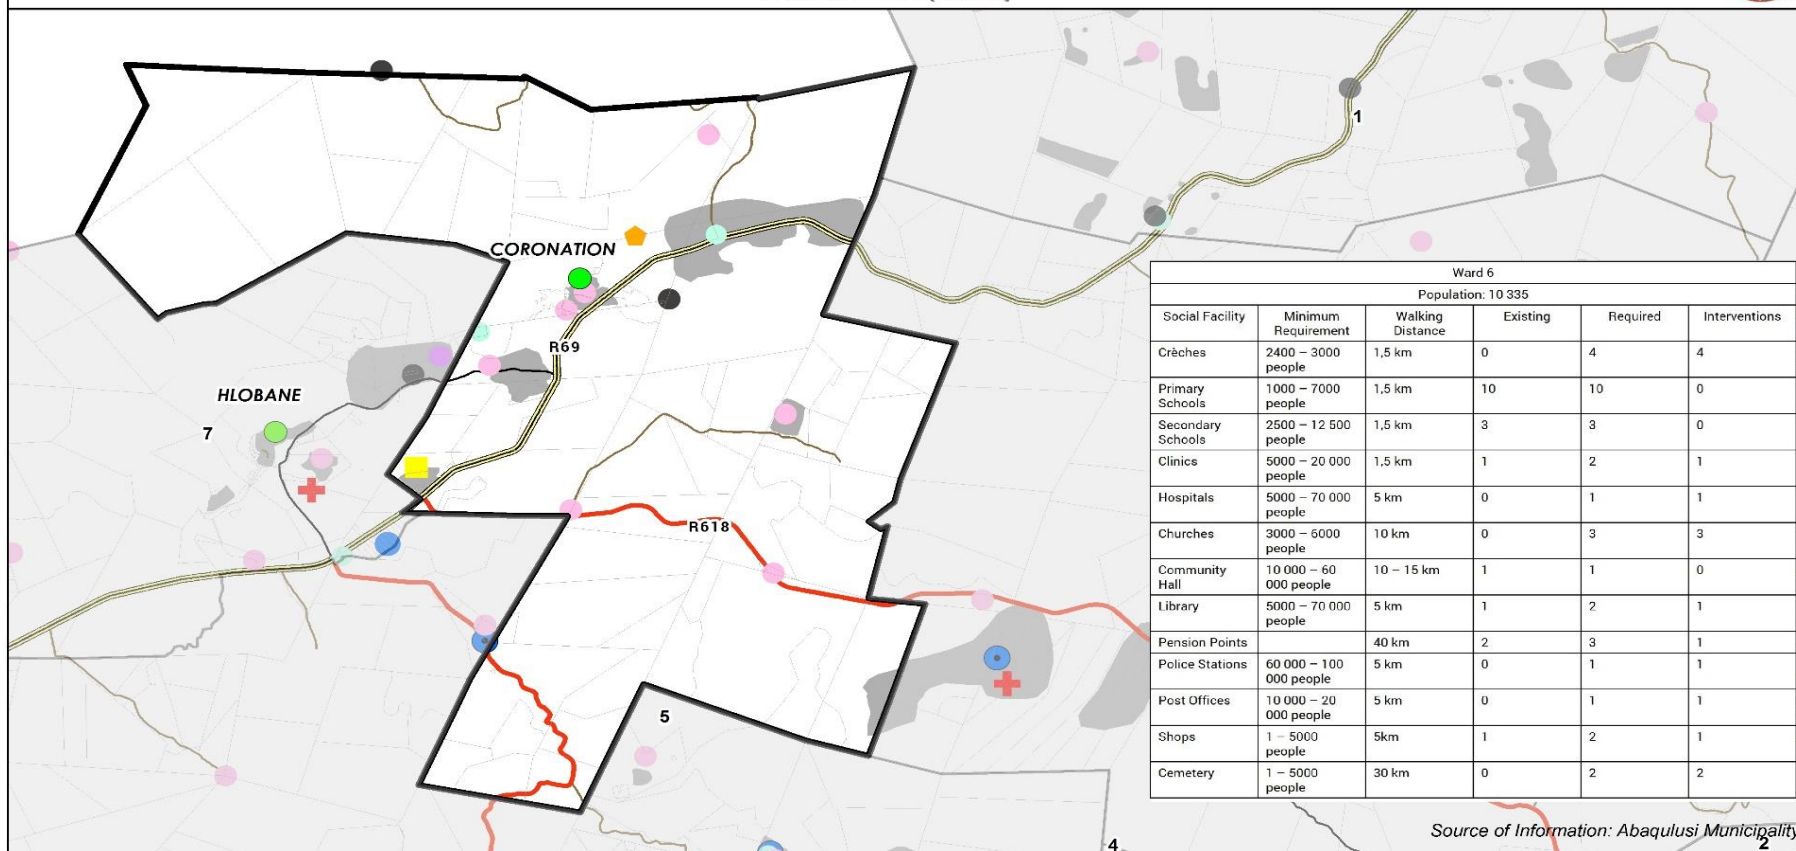 1
CORONATION
R69
HLOBANE
7
R618
5
4
2
Ward 6
Population: 10 335
Social Facility Minimum Requirement Walking Distance Existing Required Interventions
Crèches 2400 – 3000 people 1,5 km 0 4 4
Primary Schools 1000 – 7000 people 1,5 km 10 10 0
Secondary Schools 2500 – 12 500 people 1,5 km 3 3 0
Clinics 5000 – 20 000 people 1,5 km 1 2 1
Hospitals 5000 – 70 000 people 5 km 0 1 1
Churches 3000 – 6000 people 10 km 0 3 3
Community Hall 10 000 – 60 000 people 10 – 15 km 1 1 0
Library 5000 – 70 000 people 5 km 1 2 1
Pension Points 40 km 2 3 1
Police Stations 60 000 – 100 000 people 5 km 0 1 1
Post Offices 10 000 – 20 000 people 5 km 0 1 1
Shops 1 – 5000 people 5km 1 2 1
Cemetery 1 – 5000 people 30 km 0 2 2
Source of Information: Abaqulusi Municipality